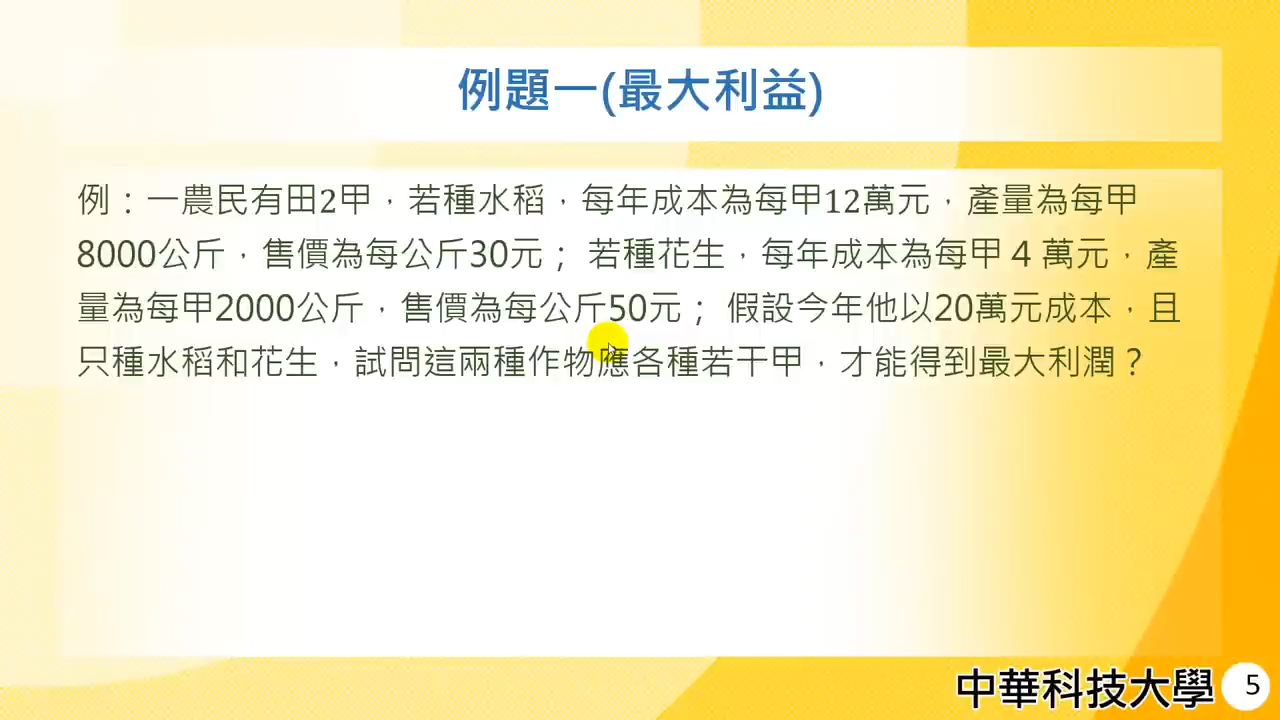 例題一(最大利益)
例：一農民有田2甲，若種水稻，每年成本為每甲12萬元，產量為每甲
8000公斤，售價為每公斤30元； 若種花生，每年成本為每甲 4 萬元，產
量為每甲2000公斤，售價為每公斤50元； 假設今年他以20萬元成本，且
只種水稻和花生，試問這兩種作物應各種若干甲，才能得到最大利潤？
中華科技大學
5